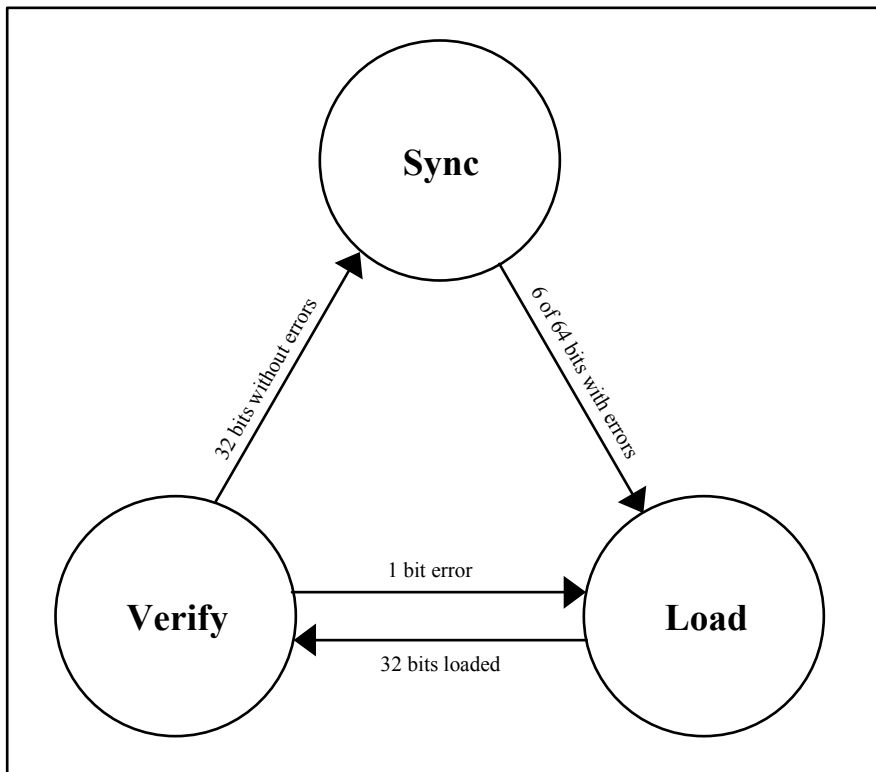 Sync
32 bits without errors
6 of 64 bits with errors
1 bit error
Verify
Load
32 bits loaded